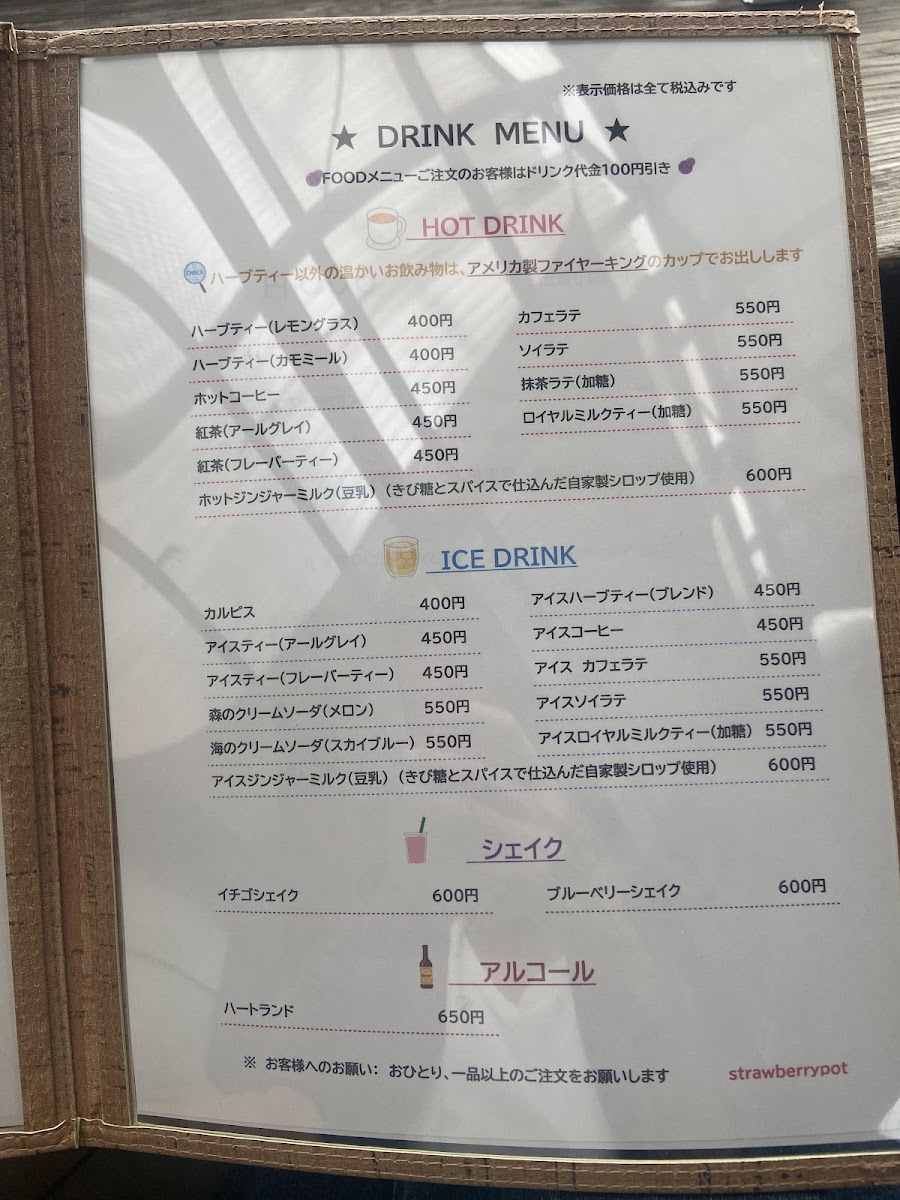 ※表示価格は全て税込みです
★ DRINK MENU ★
FOODメニューご注文のお客様はドリンク代金100円引き
HOT DRINK
CHECK ハーブティー以外の温かいお飲み物は、アメリカ製ファイヤーキングのカップでお出しします
ハーブティー(レモングラス) 400円
ハーブティー(カモミール) 400円
ホットコーヒー 450円
紅茶(アールグレイ) 450円
紅茶(フレーバーティー) 450円
カフェラテ 550円
ソイラテ 550円
抹茶ラテ(加糖) 550円
ロイヤルミルクティー(加糖) 550円
ホットジンジャーミルク(豆乳) (きび糖とスパイスで仕込んだ自家製シロップ使用) 600円
ICE DRINK
カルピス 400円
アイスティー(アールグレイ) 450円
アイスティー(フレーバーティー) 450円
森のクリームソーダ(メロン) 550円
海のクリームソーダ(スカイブルー) 550円
アイスハーブティー(ブレンド) 450円
アイスコーヒー 450円
アイス カフェラテ 550円
アイスソイラテ 550円
アイスロイヤルミルクティー(加糖) 550円
アイスジンジャーミルク(豆乳) (きび糖とスパイスで仕込んだ自家製シロップ使用) 600円
シェイク
イチゴシェイク 600円
ブルーベリーシェイク 600円
アルコール
ハートランド 650円
※ お客様へのお願い: おひとり、一品以上のご注文をお願いします
strawberrypot